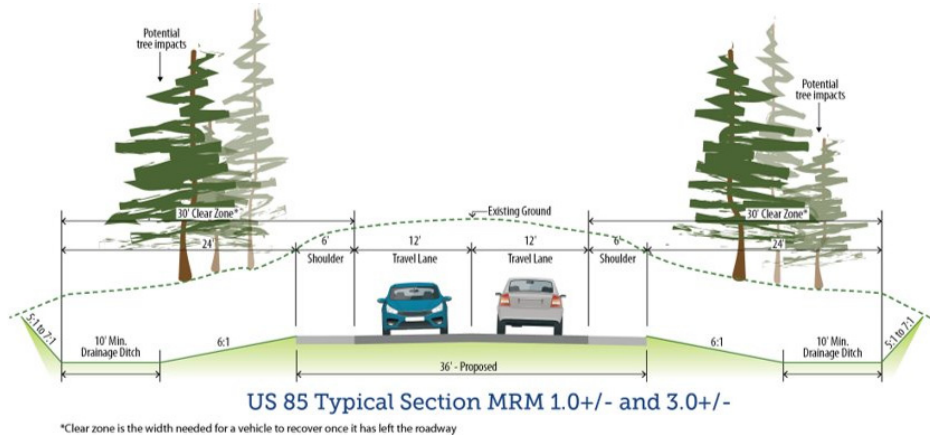 Potential
tree impacts
Potential
tree impacts
30' Clear Zone*
Existing Ground
30' Clear Zone*
24'
6'
12'
12'
6'
24'
Shoulder
Travel Lane
Travel Lane
Shoulder
5:1 to 7:1
10' Min.
Drainage Ditch
6:1
6:1
10' Min.
Drainage Ditch
5:1 to 7:1
36' - Proposed
US 85 Typical Section MRM 1.0+/- and 3.0+/-
*Clear zone is the width needed for a vehicle to recover once it has left the roadway